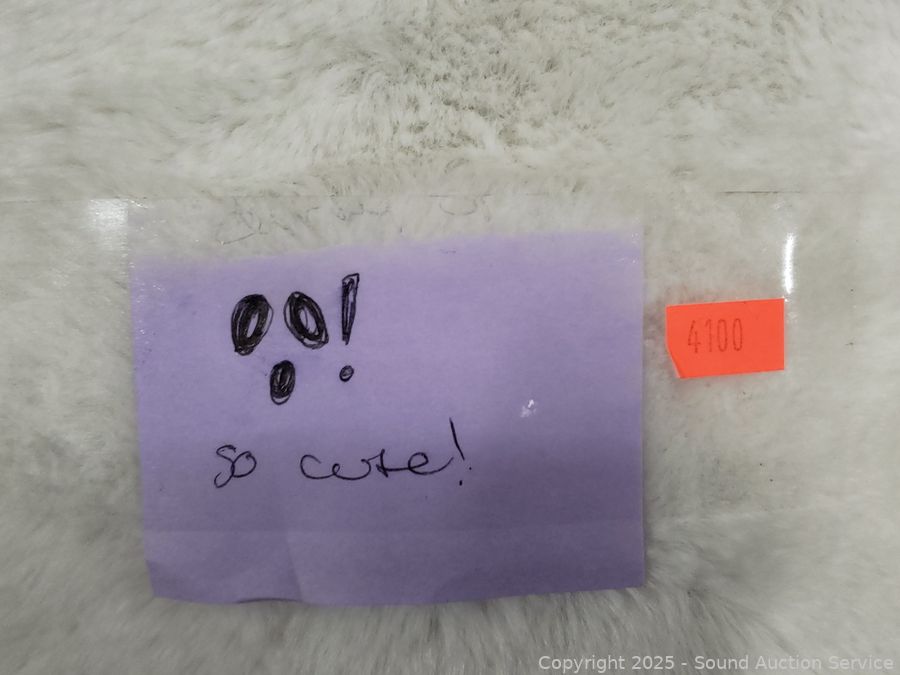 !
4100
so cute!
Copyright 2025 - Sound Auction Service